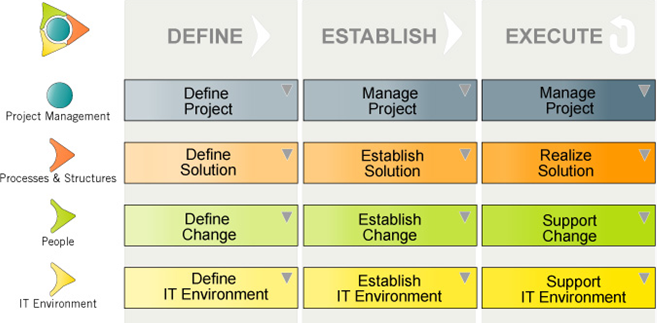 DEFINE ESTABLISH EXECUTE
Define Manage Manage
Project Project Project
Project Management
Define Establish Realize
Solution Solution Solution
Processes & Structures
Define Establish Support
Change Change Change
People
Define Establish Support
IT Environment IT Environment IT Environment
IT Environment